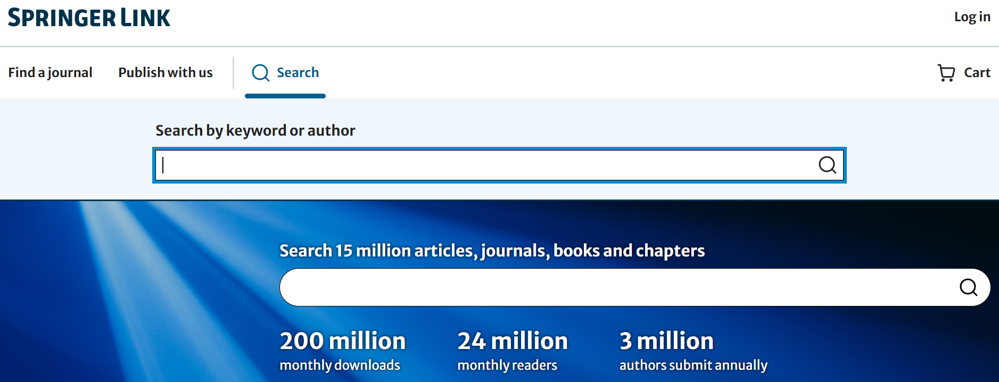 SPRINGER LINK
Log in
Find a journal
Publish with us
Search
Cart
Search by keyword or author
Search 15 million articles, journals, books and chapters
200 million
monthly downloads
24 million
monthly readers
3 million
authors submit annually